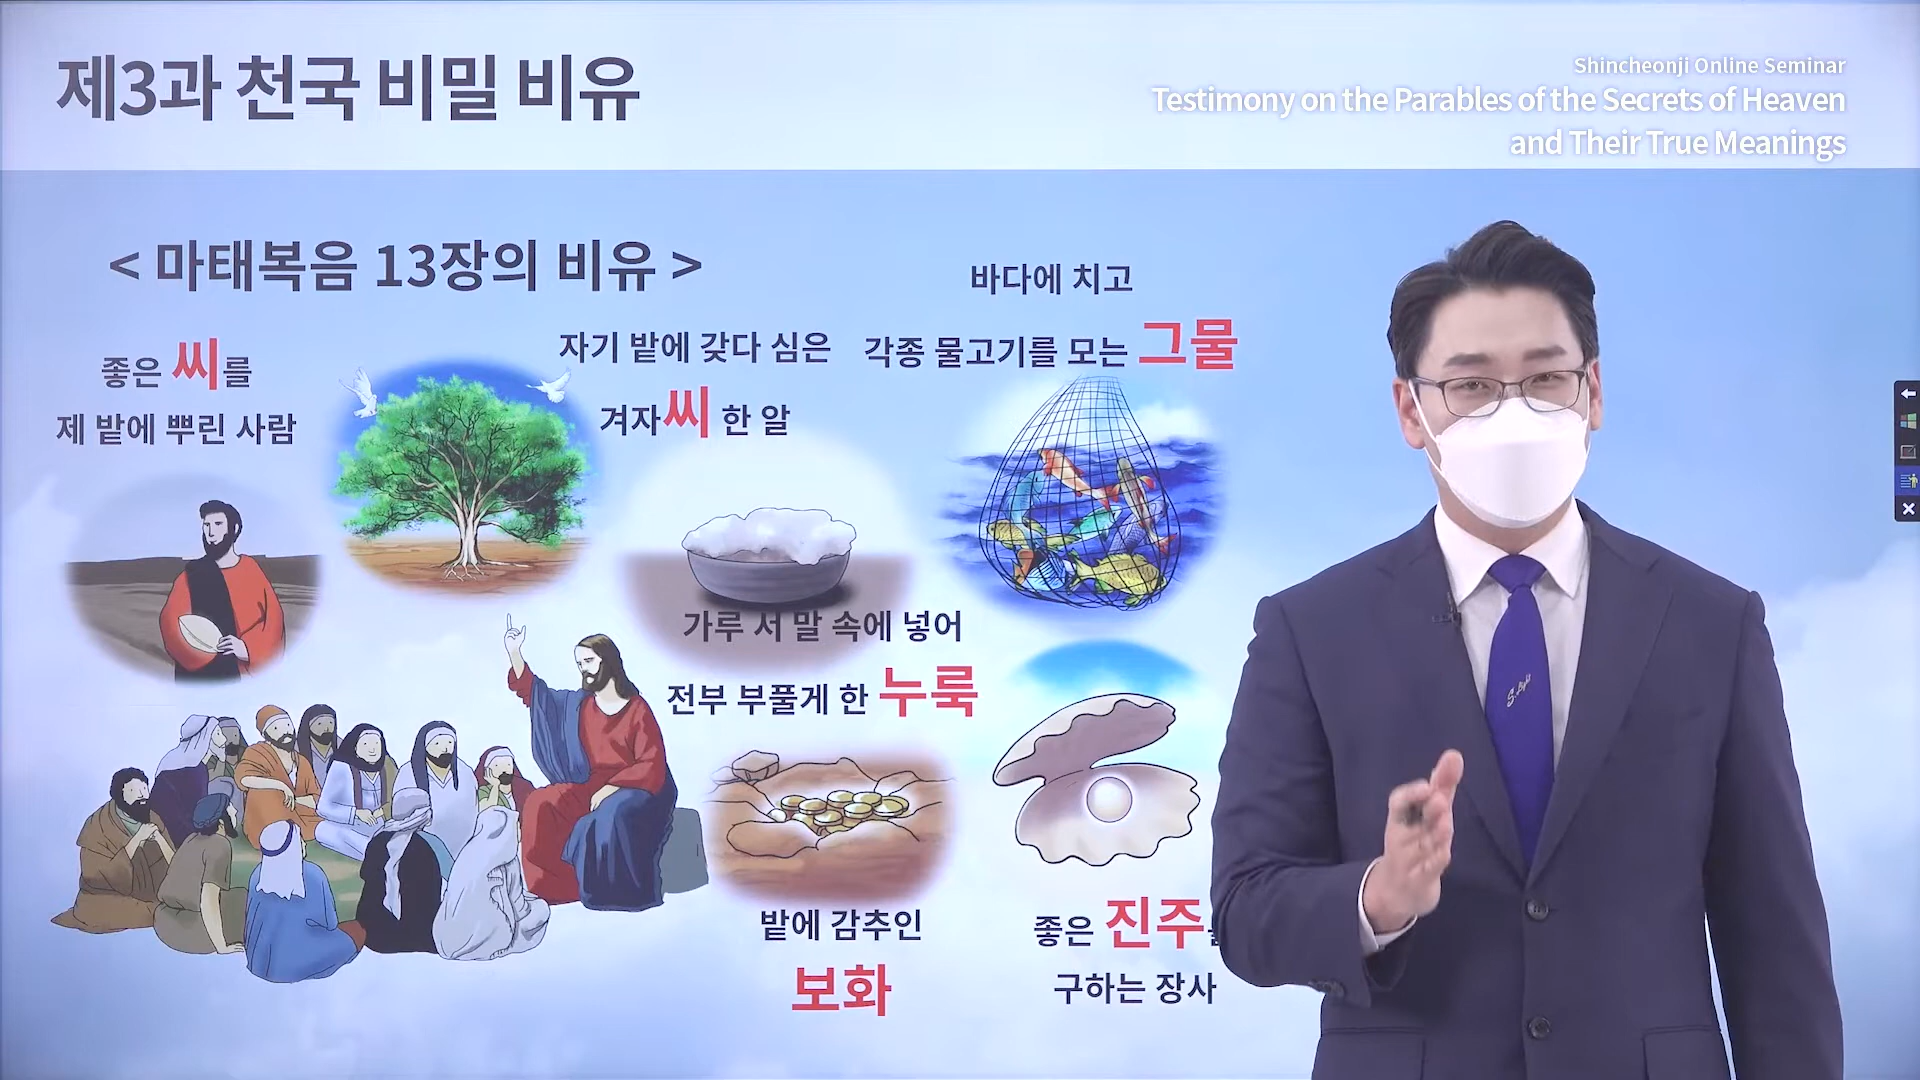 제3과 천국 비밀 비유
Shincheonji Online Seminar
Testimony on the Parables of the Secrets of Heaven
and Their True Meanings
< 마태복음 13장의 비유 >
좋은 씨를
제 밭에 뿌린 사람
자기 밭에 갖다 심은
겨자씨 한 알
바다에 치고
각종 물고기를 모는 그물
가루 서 말 속에 넣어
전부 부풀게 한 누룩
밭에 감추인
보화
좋은 진주
구하는 장사